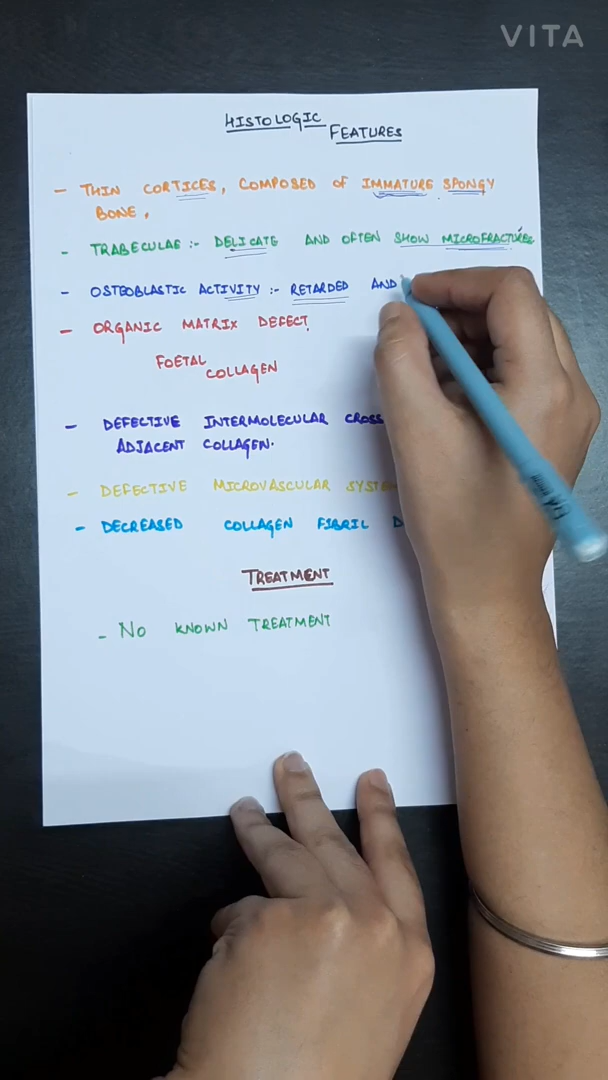 VITA
HISTOLOGIC
FEATURES
- THIN CORTICES, COMPOSED OF IMMATURE SPONGY
BONE.
- TRABECULAE :- DELICATE AND OFTEN SHOW MICROFRACTURES
- OSTEOBLASTIC ACTIVITY :- RETARDED AND
- ORGANIC MATRIX DEFECT.
FOETAL
COLLAGEN
- DEFECTIVE INTERMOLECULAR CROSS
ADJACENT COLLAGEN.
- DEFECTIVE MICROVASCULAR SYSTEM
- DECREASED COLLAGEN FIBRIL
TREATMENT
- NO KNOWN TREATMENT